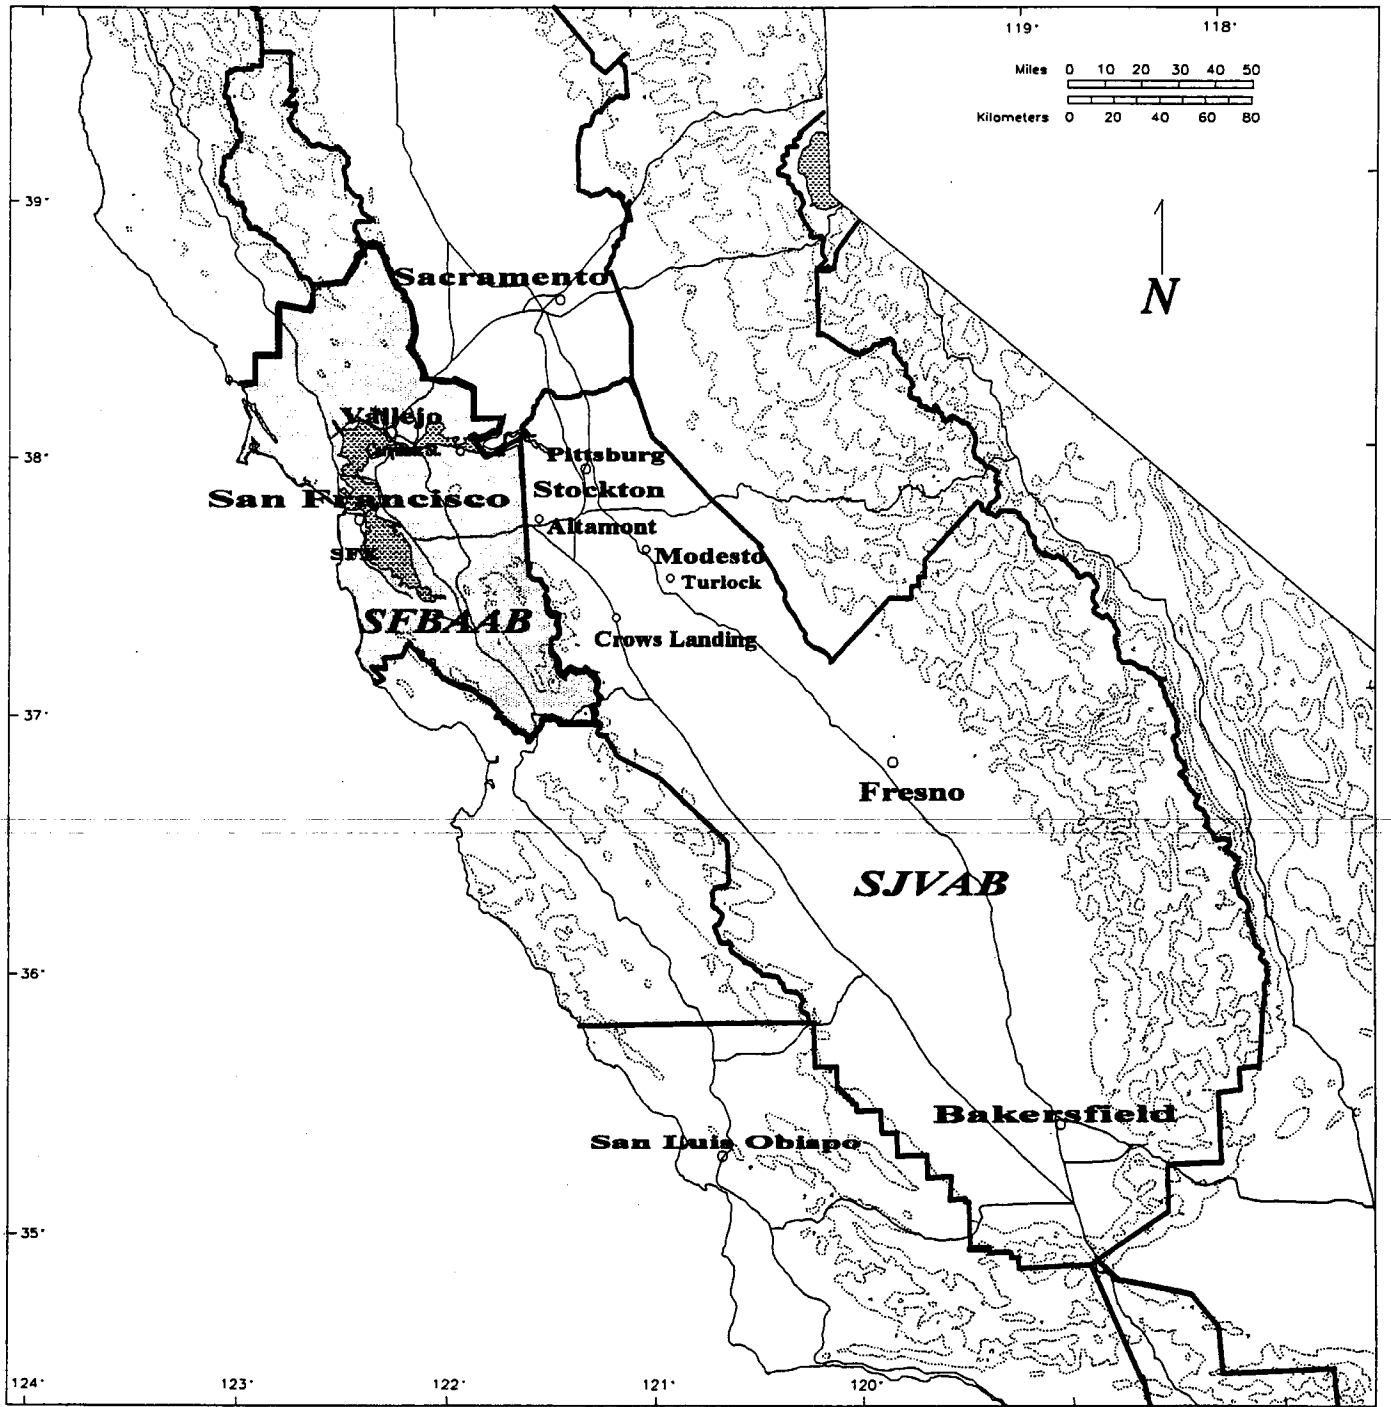 119° 118°
Miles 0 10 20 30 40 50
Kilometers 0 20 40 60 80
39°
Sacramento
N
Vallejo
38°
Pittsburg
San Francisco
Stockton
Altamont
SFX
Modesto
Turlock
SFBAAB
Crows Landing
37°
Fresno
SJVAB
36°
Bakersfield
San Luis Obispo
35°
124° 123° 122° 121° 120°